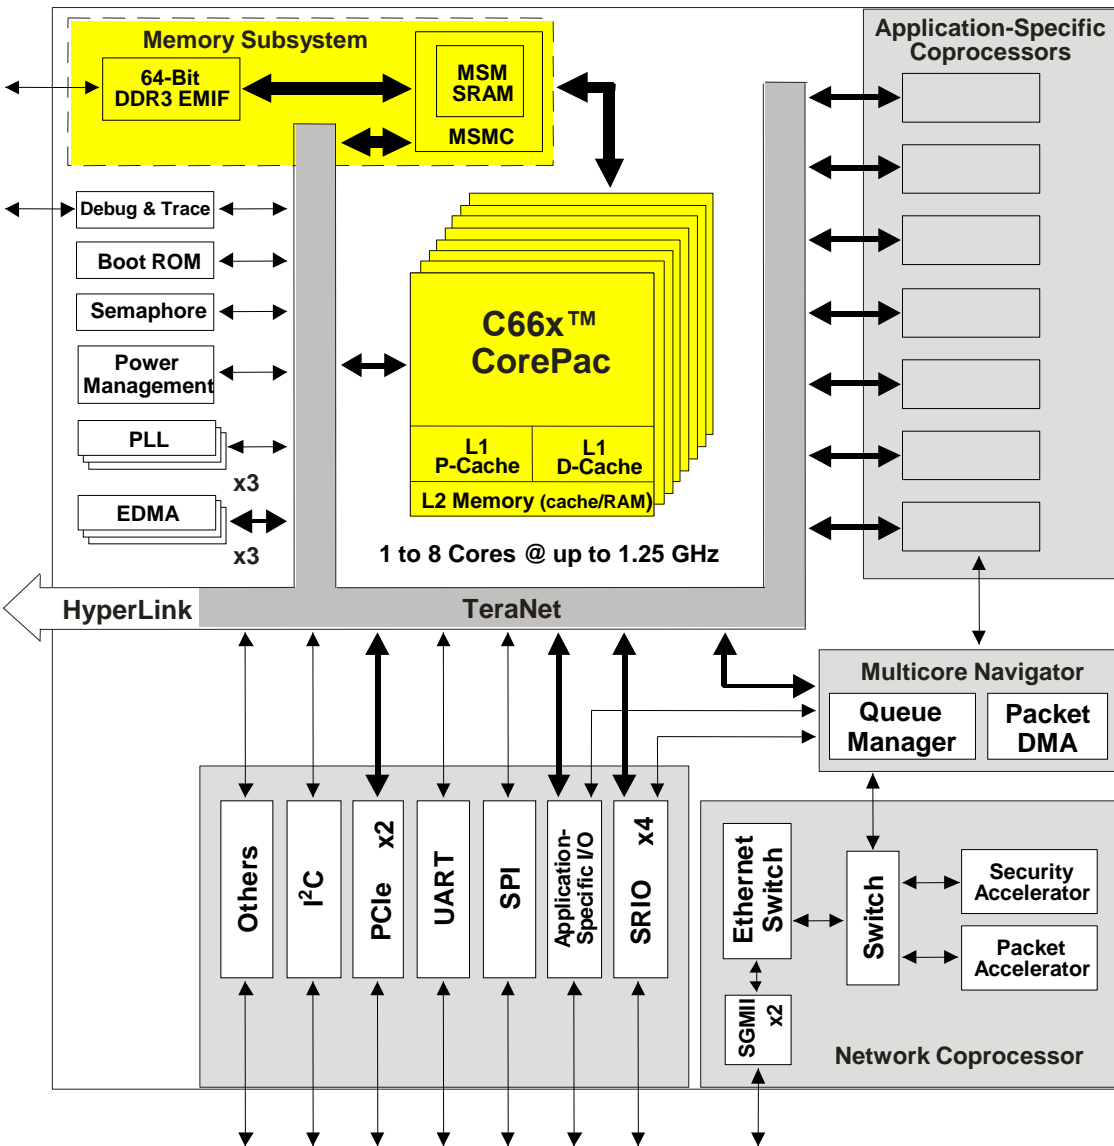 Memory Subsystem
64-Bit
DDR3 EMIF
MSM
SRAM
MSMC
Application-Specific
Coprocessors
Debug & Trace
Boot ROM
Semaphore
Power
Management
PLL
x3
EDMA
x3
C66x™
CorePac
L1
P-Cache
L1
D-Cache
L2 Memory (cache/RAM)
1 to 8 Cores @ up to 1.25 GHz
HyperLink
TeraNet
Multicore Navigator
Queue
Manager
Packet
DMA
Others
I²C
PCIe x2
UART
SPI
Application-
Specific I/O
SRIO x4
Ethernet
Switch
Switch
Security
Accelerator
Packet
Accelerator
SGMII
x2
Network Coprocessor